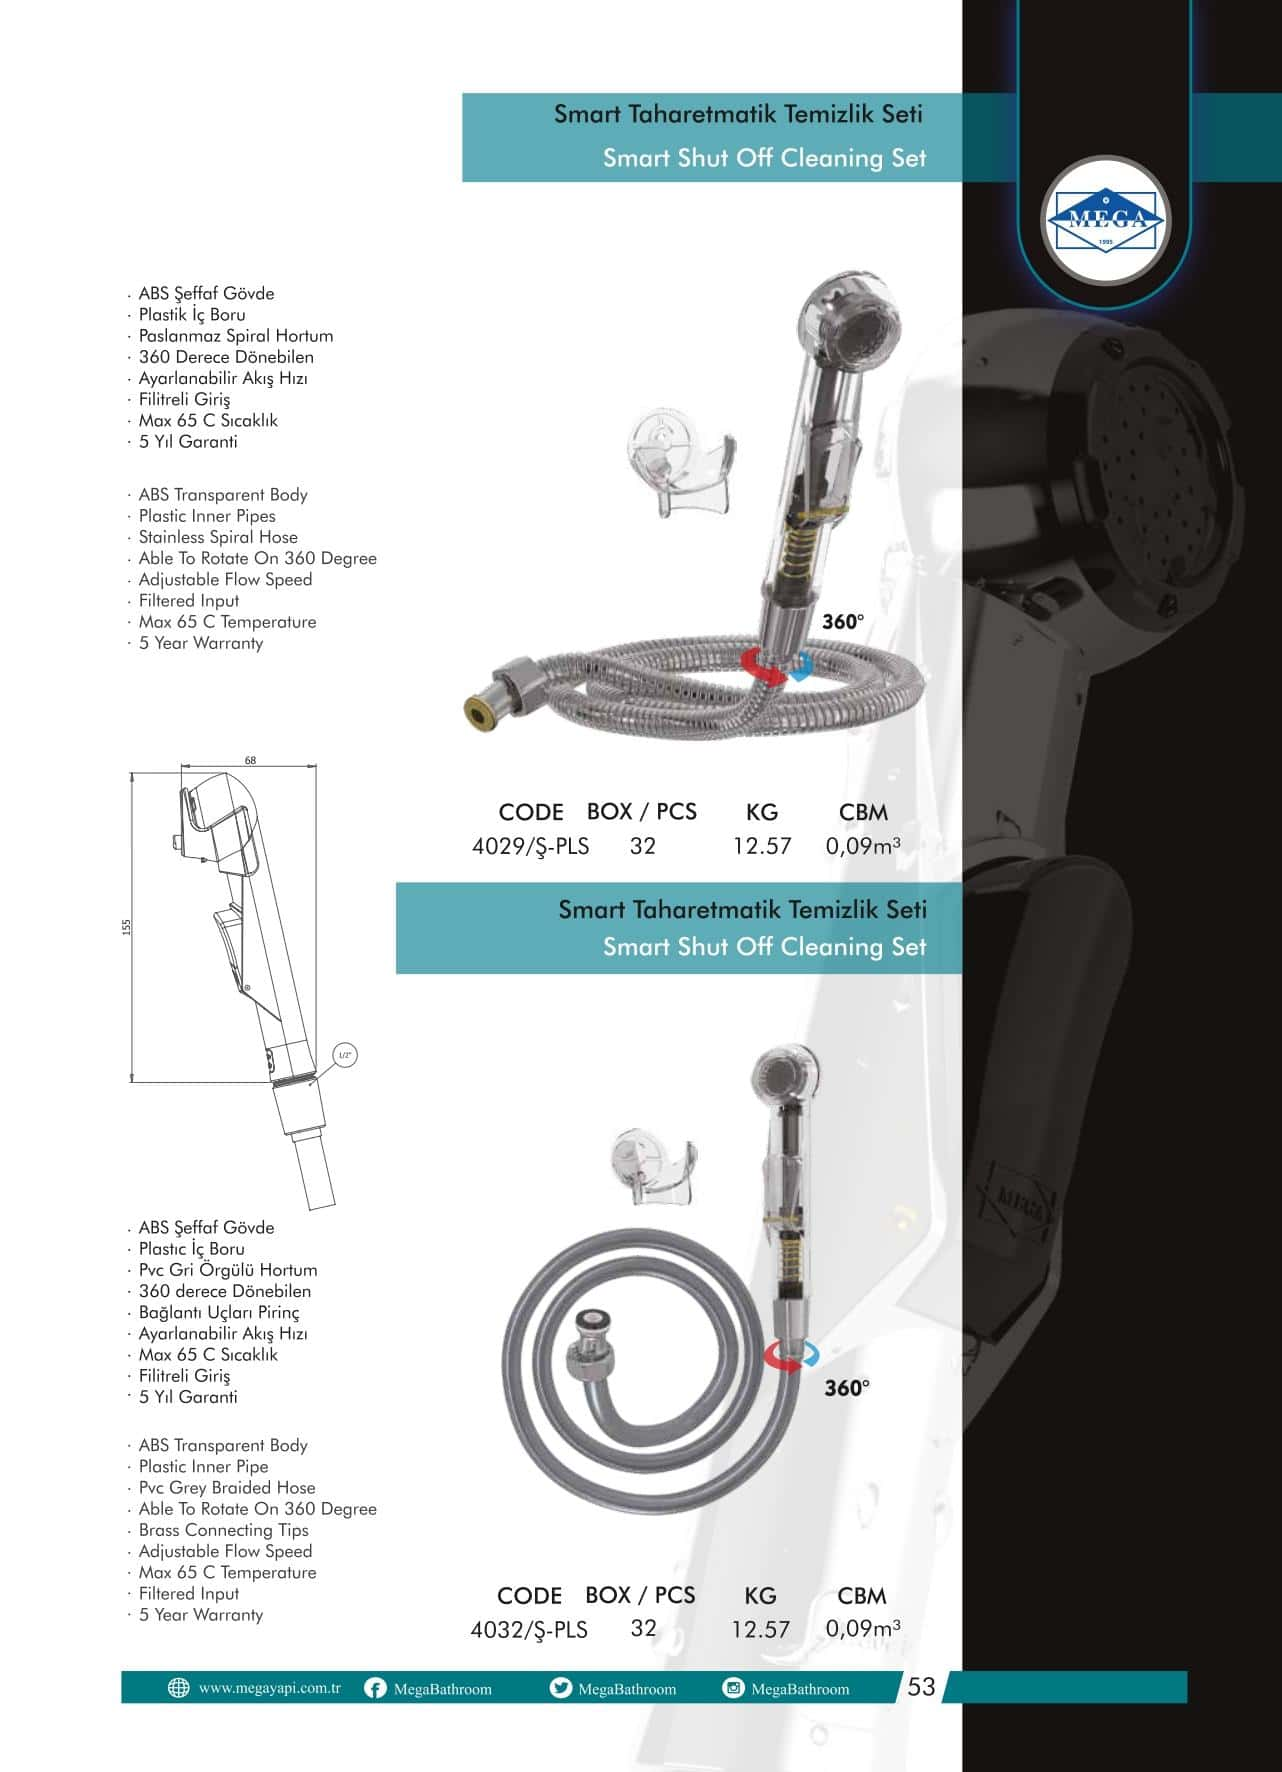 Smart Taharetmatik Temizlik Seti
Smart Shut Off Cleaning Set
MEGA
1995
· ABS Şeffaf Gövde
· Plastik İç Boru
· Paslanmaz Spiral Hortum
· 360 Derece Dönebilen
· Ayarlanabilir Akış Hızı
· Filitreli Giriş
· Max 65 C Sıcaklık
· 5 Yıl Garanti
· ABS Transparent Body
· Plastic Inner Pipes
· Stainless Spiral Hose
· Able To Rotate On 360 Degree
· Adjustable Flow Speed
· Filtered Input
· Max 65 C Temperature
· 5 Year Warranty
360°
68
155
1/2"
CODE BOX / PCS KG CBM
4029/Ş-PLS 32 12.57 0,09m³
Smart Taharetmatik Temizlik Seti
Smart Shut Off Cleaning Set
· ABS Şeffaf Gövde
· Plastıc İç Boru
· Pvc Gri Örgülü Hortum
· 360 derece Dönebilen
· Bağlantı Uçları Pirinç
· Ayarlanabilir Akış Hızı
· Max 65 C Sıcaklık
· Filitreli Giriş
· 5 Yıl Garanti
· ABS Transparent Body
· Plastic Inner Pipe
· Pvc Grey Braided Hose
· Able To Rotate On 360 Degree
· Brass Connecting Tips
· Adjustable Flow Speed
· Max 65 C Temperature
· Filtered Input
· 5 Year Warranty
360°
CODE BOX / PCS KG CBM
4032/Ş-PLS 32 12.57 0,09m³
www.megayapi.com.tr MegaBathroom MegaBathroom MegaBathroom 53